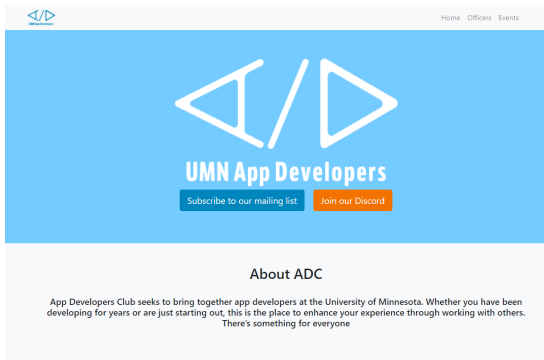 UMN App Developers
Home Officers Events
UMN App Developers
Subscribe to our mailing list Join our Discord
About ADC
App Developers Club seeks to bring together app developers at the University of Minnesota. Whether you have been
developing for years or are just starting out, this is the place to enhance your experience through working with others.
There's something for everyone